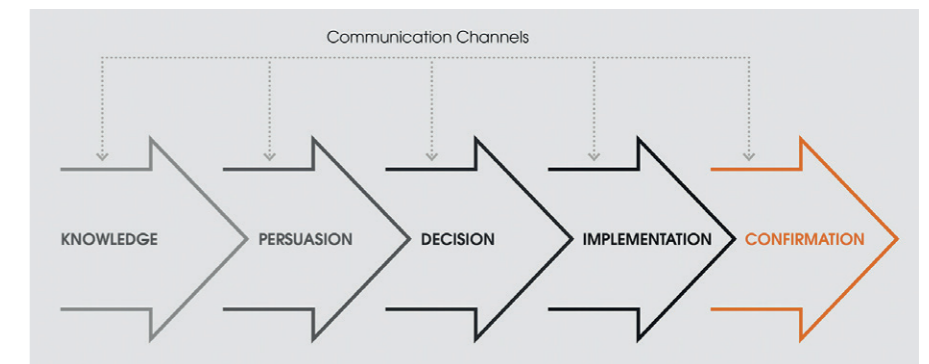 Communication Channels
KNOWLEDGE
PERSUASION
DECISION
IMPLEMENTATION
CONFIRMATION